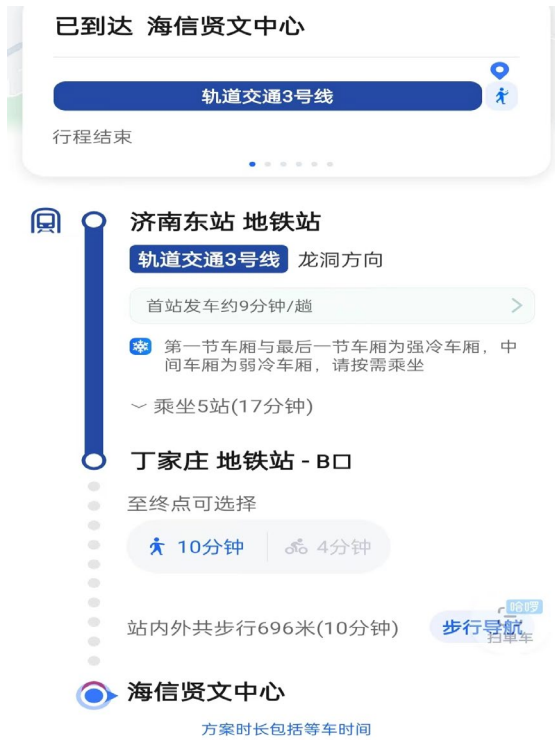 已到达 海信贤文中心
轨道交通3号线
行程结束
济南东站 地铁站
轨道交通3号线 龙洞方向
首站发车约9分钟/趟
第一节车厢与最后一节车厢为强冷车厢，中
间车厢为弱冷车厢，请按需乘坐
乘坐5站(17分钟)
丁家庄 地铁站 - B口
至终点可选择
10分钟 4分钟
哈啰
站内外共步行696米(10分钟) 步行导航
扫单车
海信贤文中心
方案时长包括等车时间